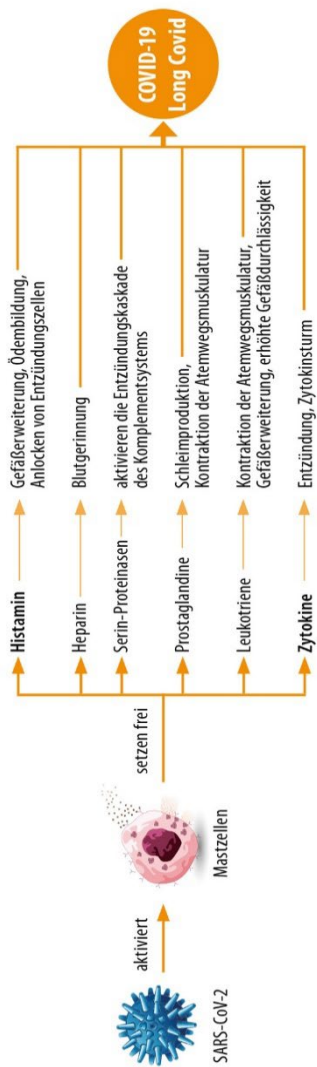 SARS-CoV-2
aktiviert
Mastzellen
setzen frei
Histamin
Gefäßerweiterung, Ödembildung,
Anlocken von Entzündungszellen
Heparin
Blutgerinnung
Serin-Proteinasen
aktivieren die Entzündungskaskade
des Komplementsystems
Prostaglandine
Schleimproduktion,
Kontraktion der Atemwegsmuskulatur
Leukotriene
Kontraktion der Atemwegsmuskulatur,
Gefäßerweiterung, erhöhte Gefäßdurchlässigkeit
Zytokine
Entzündung, Zytokinsturm
COVID-19
Long Covid